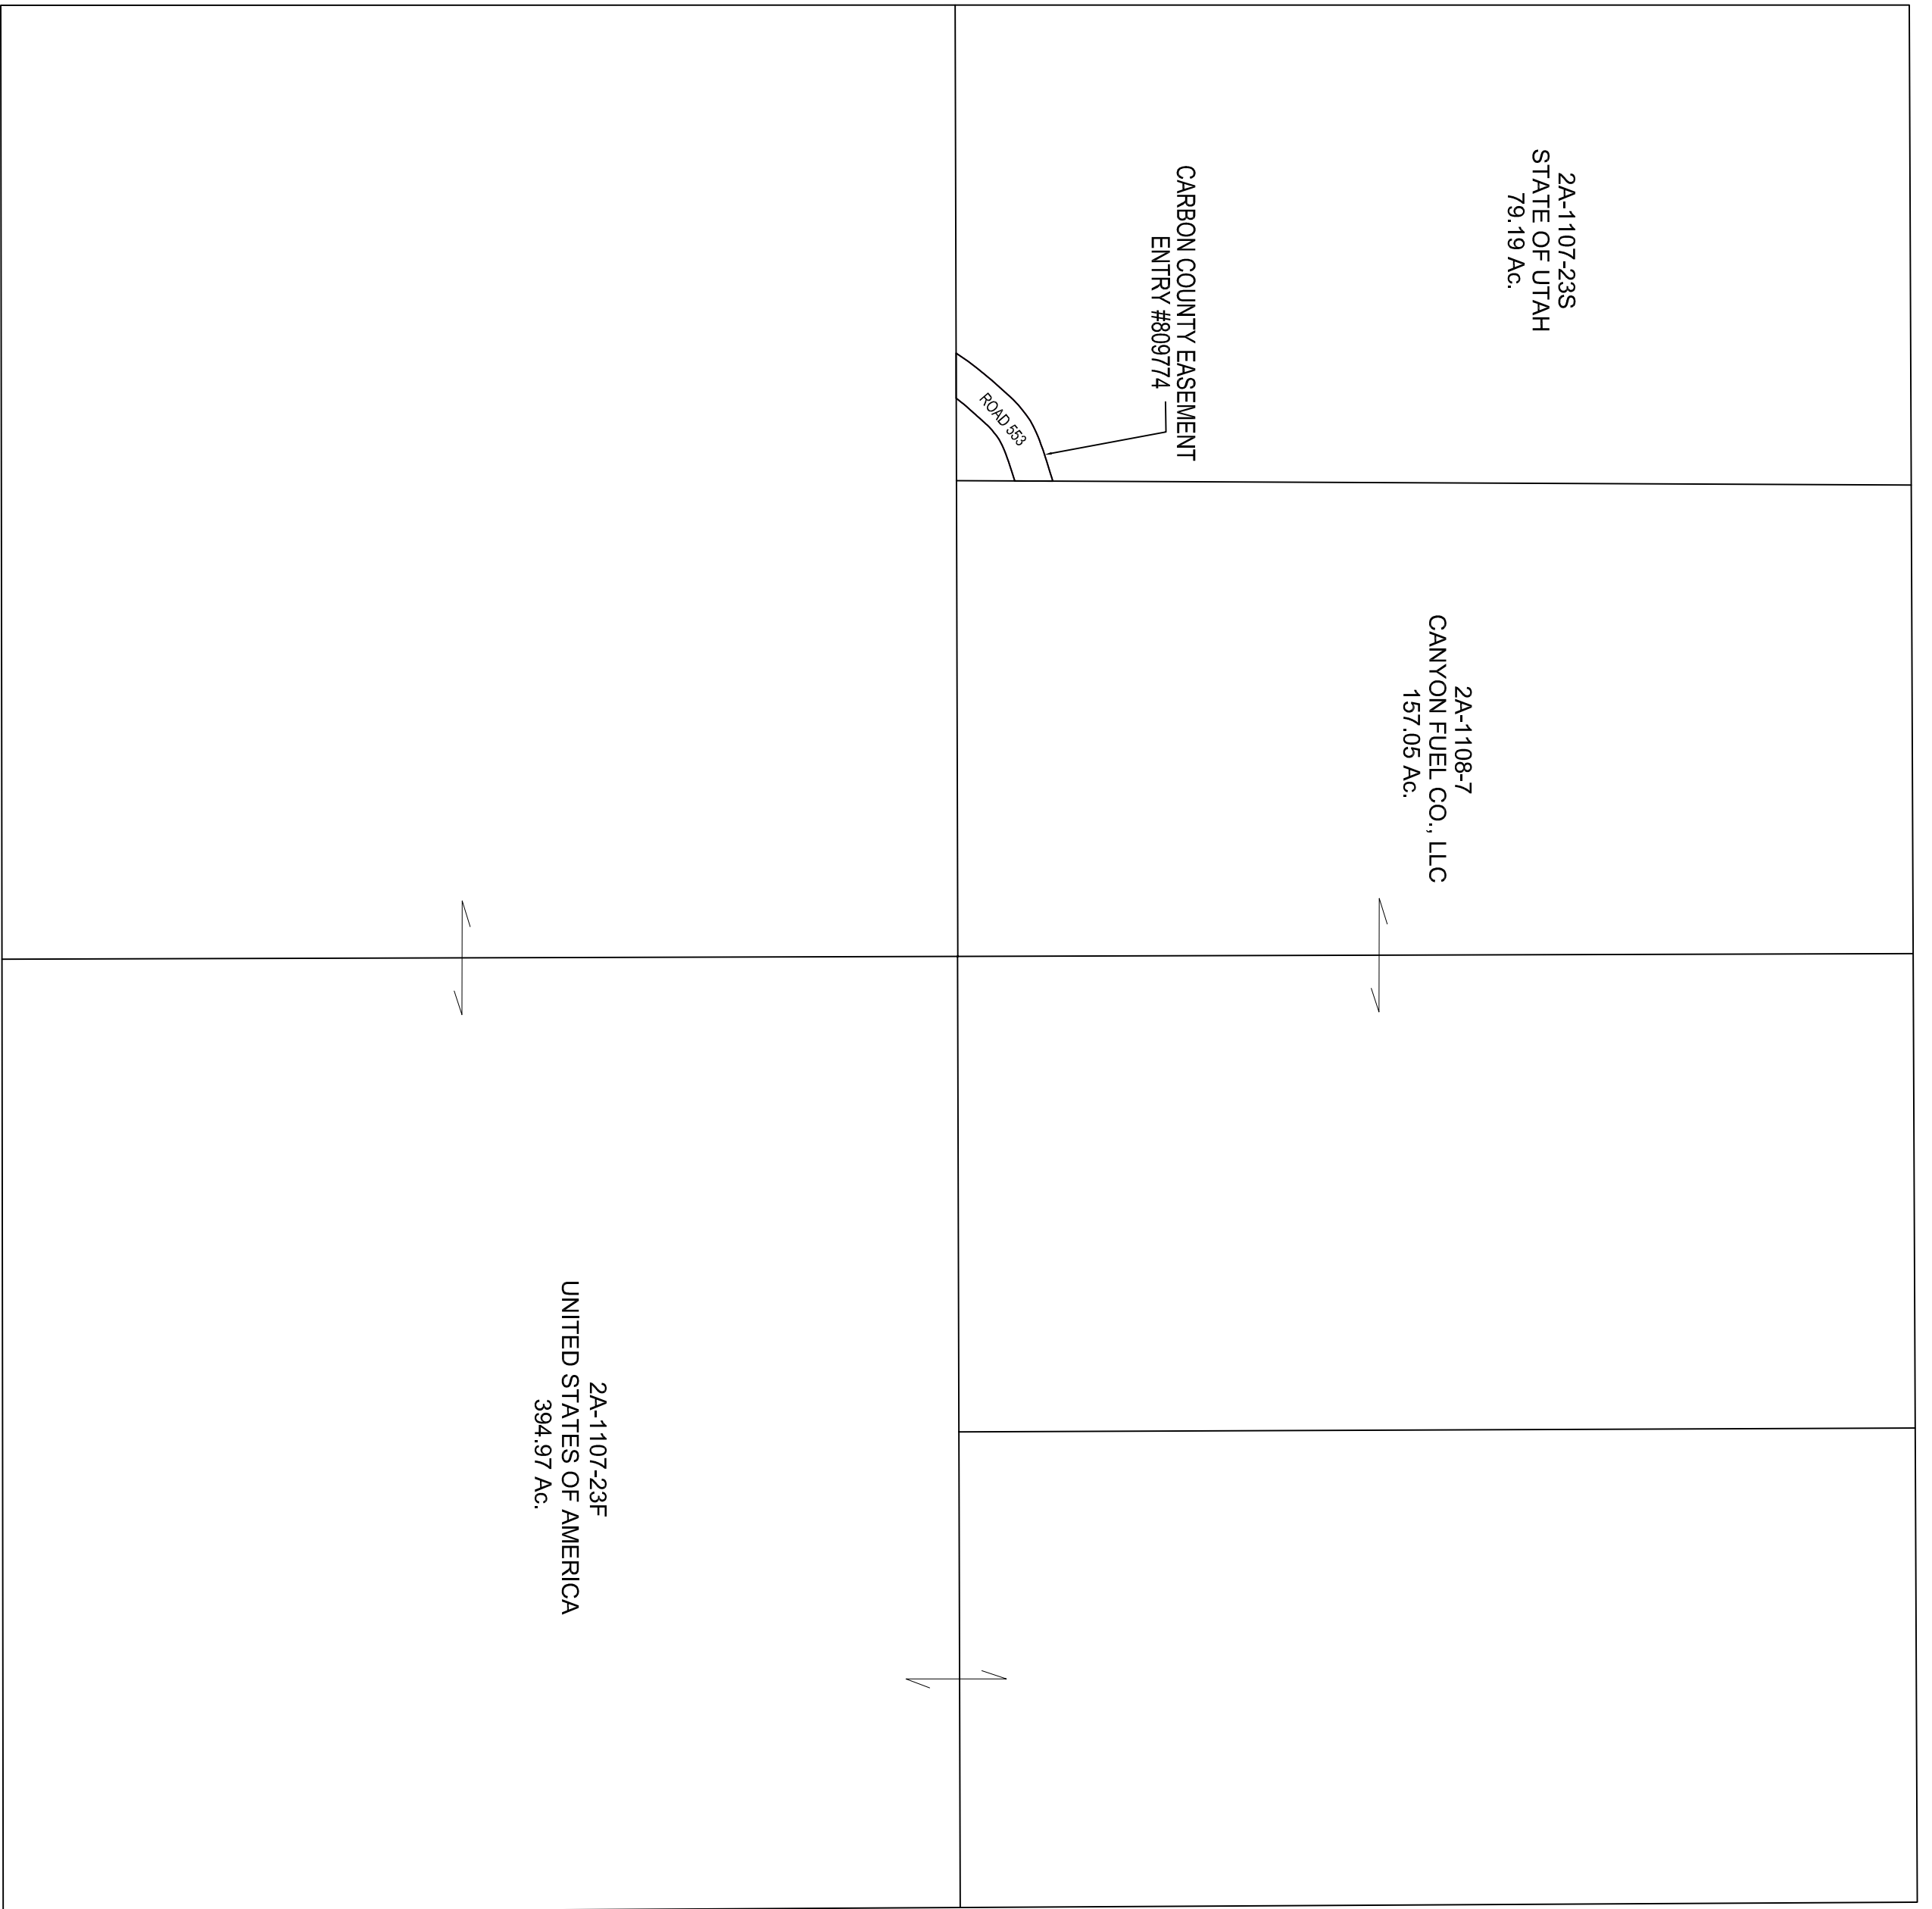 2A-1107-23S
STATE OF UTAH
79.19 Ac.
CARBON COUNTY EASEMENT
ENTRY #809774
ROAD 553
2A-1108-7
CANYON FUEL CO., LLC
157.05 Ac.
2A-1107-23F
UNITED STATES OF AMERICA
394.97 Ac.